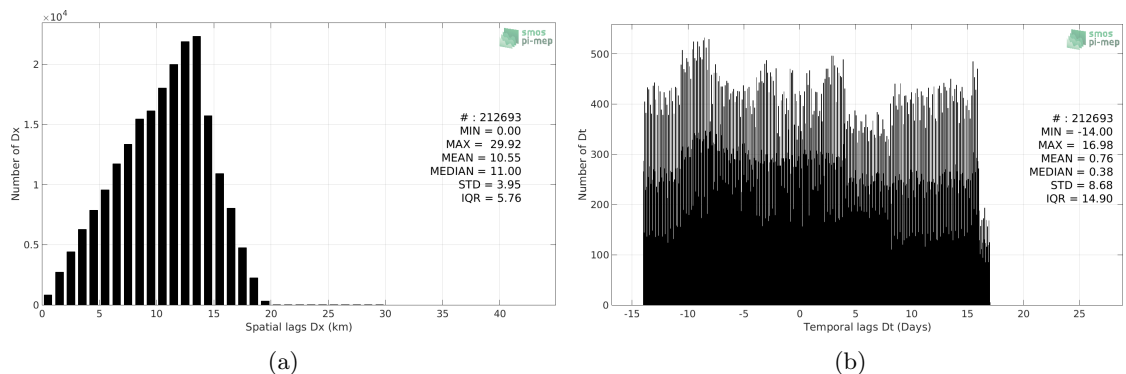 ×10⁴
2
1.5
1
0.5
0
Number of Dx
0 5 10 15 20 25 30 35 40
Spatial lags Dx (km)
smos
pi-mep
# : 212693
MIN = 0.00
MAX = 29.92
MEAN = 10.55
MEDIAN = 11.00
STD = 3.95
IQR = 5.76
(a)
500
400
300
200
100
0
Number of Dt
-15 -10 -5 0 5 10 15 20 25
Temporal lags Dt (Days)
smos
pi-mep
# : 212693
MIN = -14.00
MAX = 16.98
MEAN = 0.76
MEDIAN = 0.38
STD = 8.68
IQR = 14.90
(b)